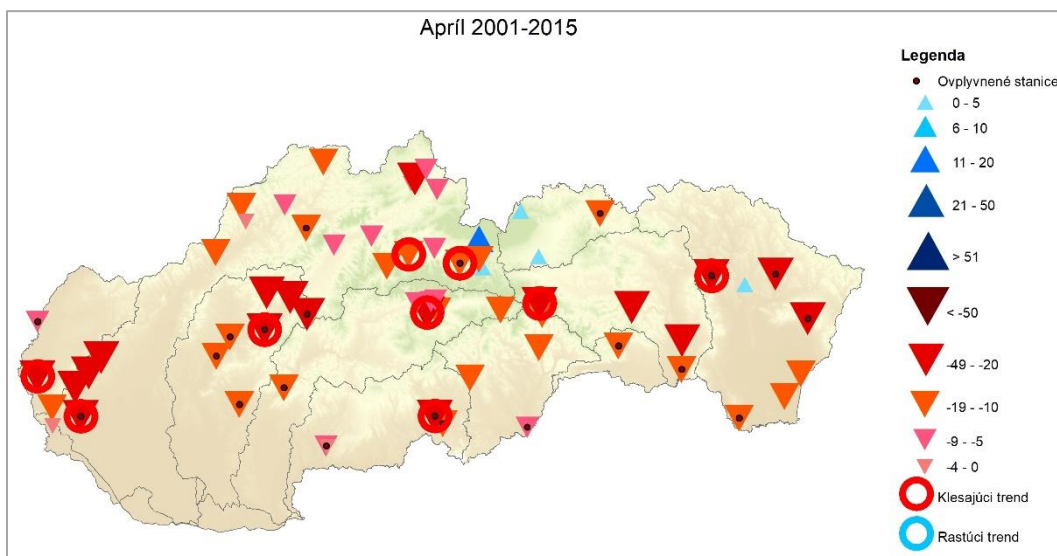 Apríl 2001-2015
Legenda
Ovplyvnené stanice
0 - 5
6 - 10
11 - 20
21 - 50
> 51
< -50
-49 - -20
-19 - -10
-9 - -5
-4 - 0
Klesajúci trend
Rastúci trend